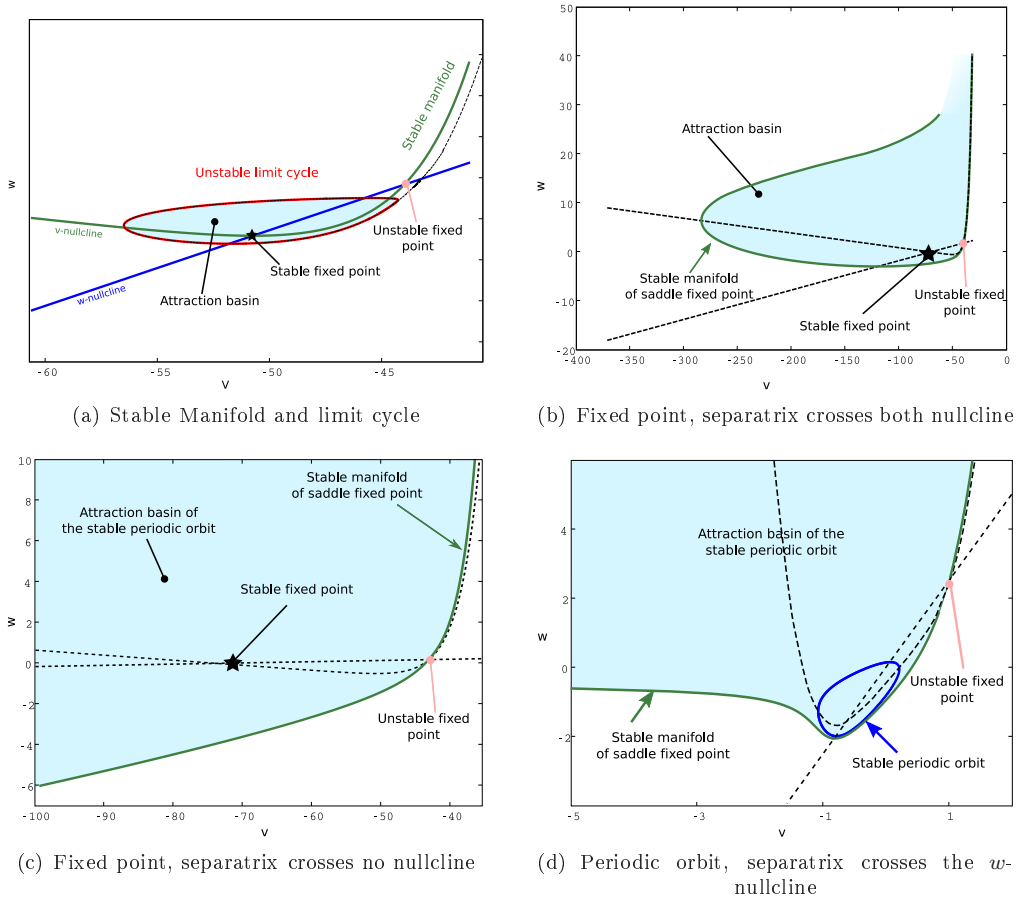 Stable manifold
Unstable limit cycle
v-nullcline
w-nullcline
Unstable fixed
point
Stable fixed point
Attraction basin
w
-60
-55
-50
-45
V
(a) Stable Manifold and limit cycle
50
40
30
20
10
0
-10
-20
w
Attraction basin
Stable manifold
of saddle fixed point
Stable fixed point
Unstable fixed
point
-400
-350
-300
-250
-200
-150
-100
-50
0
v
(b) Fixed point, separatrix crosses both nullcline
10
8
6
4
2
0
-2
-4
-6
w
Stable manifold
of saddle fixed point
Attraction basin of
the stable periodic orbit
Stable fixed point
Unstable fixed
point
-100
-90
-80
-70
-60
-50
-40
V
(c) Fixed point, separatrix crosses no nullcline
4
2
0
-2
w
Attraction basin of the
stable periodic orbit
Unstable fixed
point
Stable manifold
of saddle fixed point
Stable periodic orbit
-5
-3
-1
1
v
(d) Periodic orbit, separatrix crosses the w-
nullcline